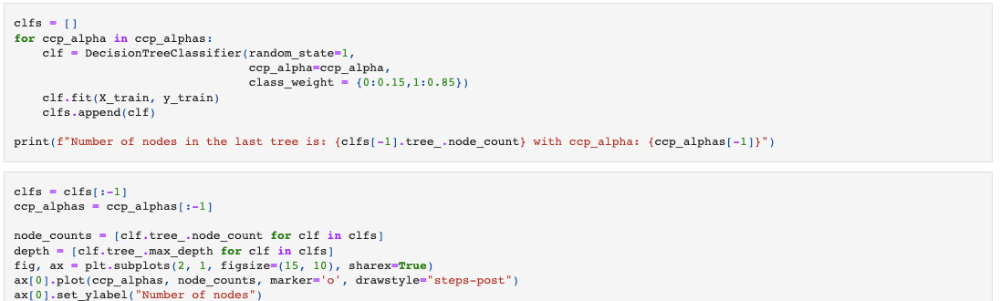 clfs = []
for ccp_alpha in ccp_alphas:
    clf = DecisionTreeClassifier(random_state=1,
                                 ccp_alpha=ccp_alpha,
                                 class_weight = {0:0.15,1:0.85})
    clf.fit(X_train, y_train)
    clfs.append(clf)

print(f"Number of nodes in the last tree is: {clfs[-1].tree_.node_count} with ccp_alpha: {ccp_alphas[-1]}")

clfs = clfs[:-1]
ccp_alphas = ccp_alphas[:-1]

node_counts = [clf.tree_.node_count for clf in clfs]
depth = [clf.tree_.max_depth for clf in clfs]
fig, ax = plt.subplots(2, 1, figsize=(15, 10), sharex=True)
ax[0].plot(ccp_alphas, node_counts, marker='o', drawstyle="steps-post")
ax[0].set_ylabel("Number of nodes")